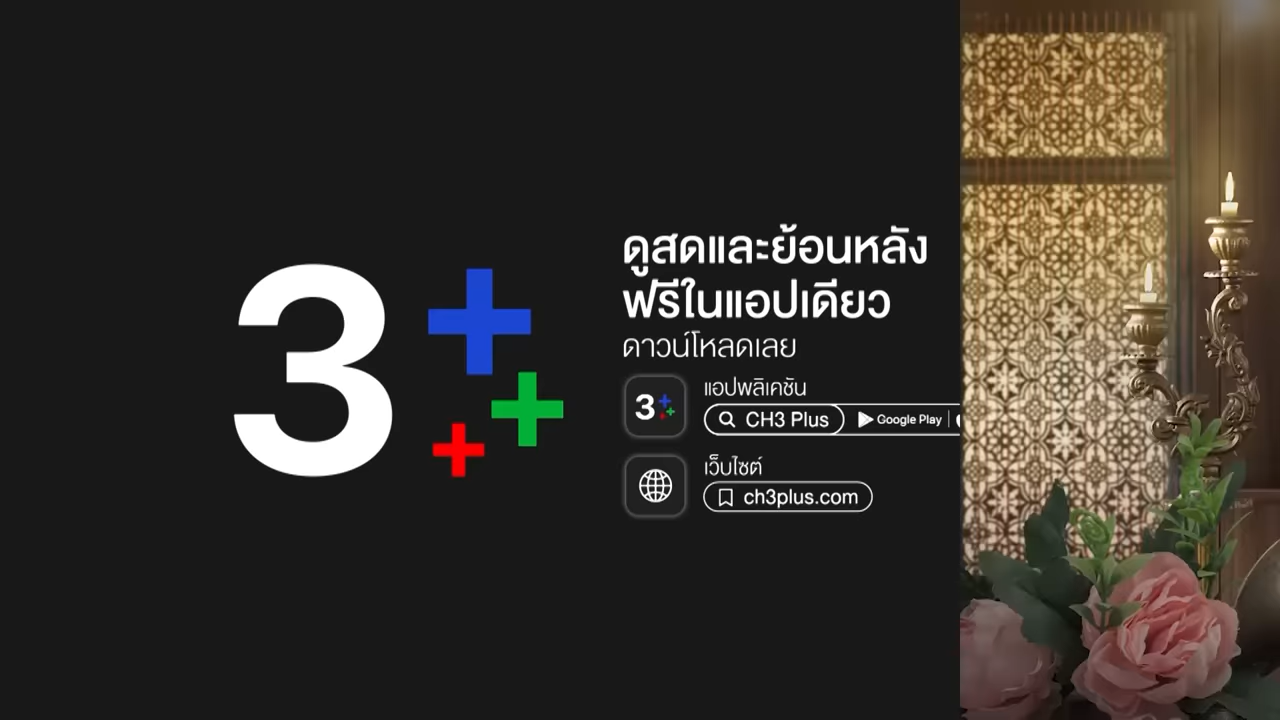 3
ดูสดและย้อนหลัง
ฟรีในแอปเดียว
ดาวน์โหลดเลย
3
แอปพลิเคชัน
CH3 Plus
Google Play
เว็บไซต์
ch3plus.com